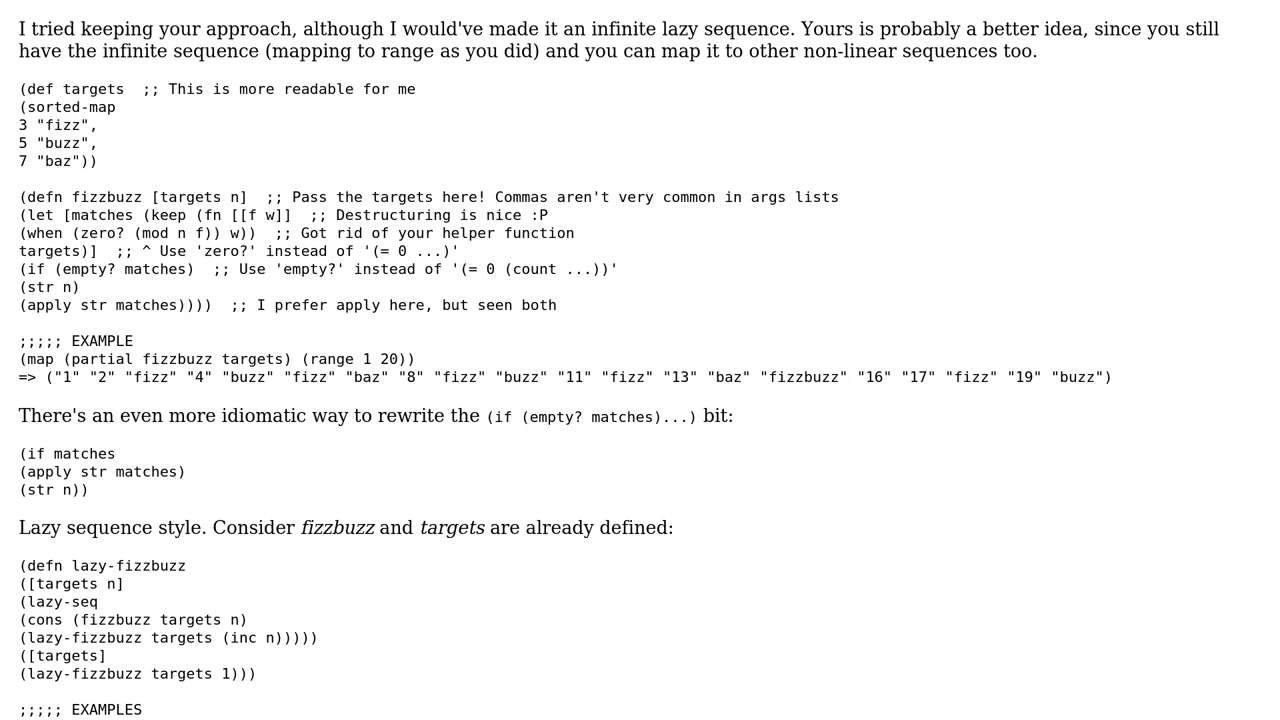 I tried keeping your approach, although I would've made it an infinite lazy sequence. Yours is probably a better idea, since you still
have the infinite sequence (mapping to range as you did) and you can map it to other non-linear sequences too.
(def targets  ;; This is more readable for me
(sorted-map
3 "fizz",
5 "buzz",
7 "baz"))
(defn fizzbuzz [targets n]  ;; Pass the targets here! Commas aren't very common in args lists
(let [matches (keep (fn [[f w]]  ;; Destructuring is nice :P
(when (zero? (mod n f)) w))  ;; Got rid of your helper function
targets)]  ;; ^ Use 'zero?' instead of '(= 0 ...)'
(if (empty? matches)  ;; Use 'empty?' instead of '(= 0 (count ...))'
(str n)
(apply str matches))))  ;; I prefer apply here, but seen both
;;;;; EXAMPLE
(map (partial fizzbuzz targets) (range 1 20))
=> ("1" "2" "fizz" "4" "buzz" "fizz" "baz" "8" "fizz" "buzz" "11" "fizz" "13" "baz" "fizzbuzz" "16" "17" "fizz" "19" "buzz")
There's an even more idiomatic way to rewrite the (if (empty? matches)...) bit:
(if matches
(apply str matches)
(str n))
Lazy sequence style. Consider fizzbuzz and targets are already defined:
(defn lazy-fizzbuzz
([targets n]
(lazy-seq
(cons (fizzbuzz targets n)
(lazy-fizzbuzz targets (inc n)))))
([targets]
(lazy-fizzbuzz targets 1)))
;;;;; EXAMPLES